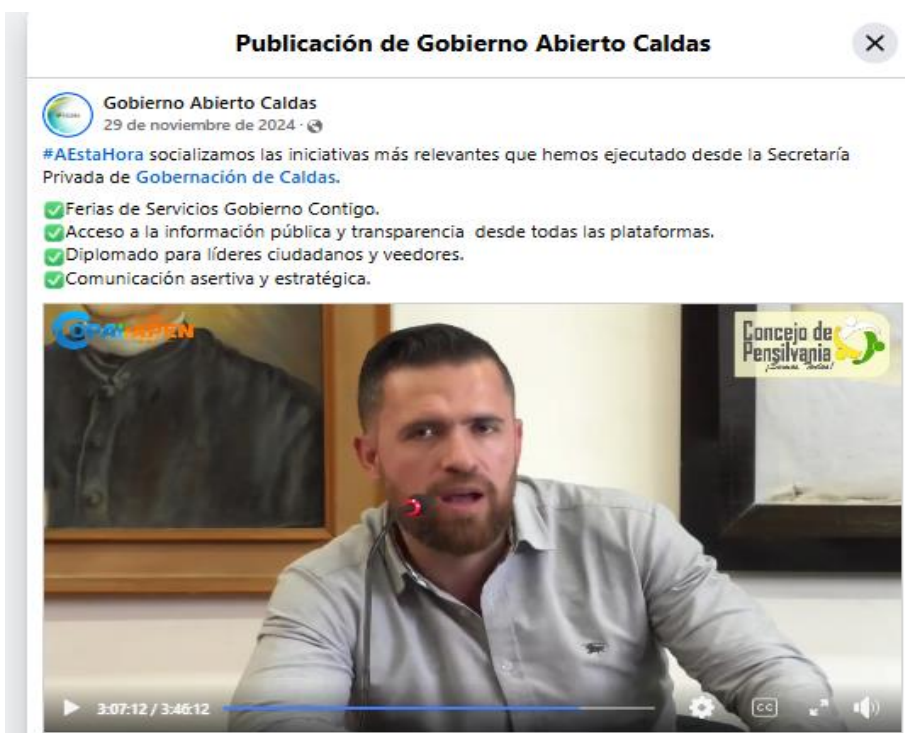 Publicación de Gobierno Abierto Caldas
Gobierno Abierto Caldas
29 de noviembre de 2024 ·
#AEstaHora socializamos las iniciativas más relevantes que hemos ejecutado desde la Secretaría
Privada de Gobernación de Caldas.
✅Ferias de Servicios Gobierno Contigo.
✅Acceso a la información pública y transparencia desde todas las plataformas.
✅Diplomado para líderes ciudadanos y veedores.
✅Comunicación asertiva y estratégica.
Concejo de
Pensilvania
¡Somos Todos!
3:07:12 / 3:46:12
CC